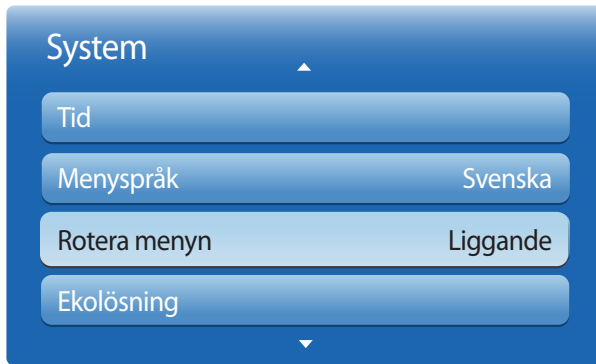 System
Tid
Menyspråk Svenska
Rotera menyn Liggande
Ekolösning